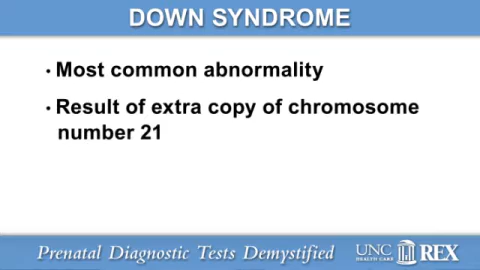 DOWN SYNDROME
• Most common abnormality
• Result of extra copy of chromosome
number 21
Prenatal Diagnostic Tests Demystified
UNC REX
HEALTH CARE